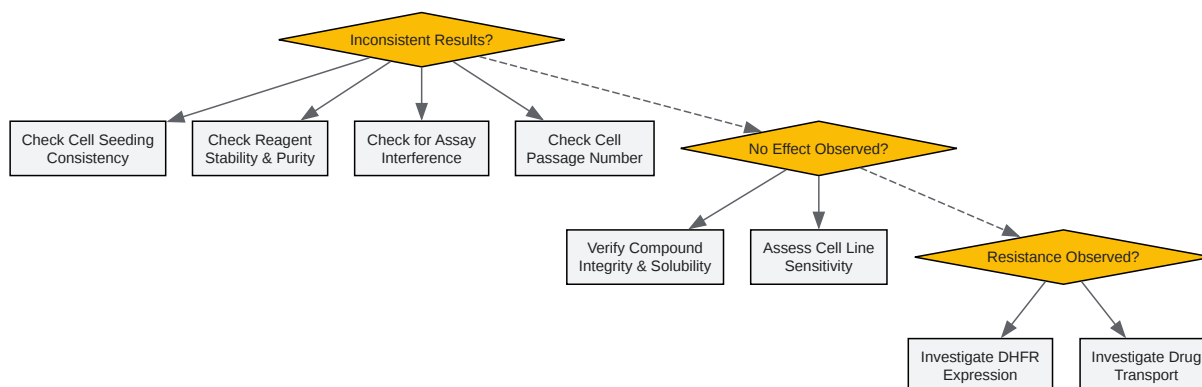 Inconsistent Results?
Check Cell Seeding
Consistency
Check Reagent
Stability & Purity
Check for Assay
Interference
Check Cell
Passage Number
No Effect Observed?
Verify Compound
Integrity & Solubility
Assess Cell Line
Sensitivity
Resistance Observed?
Investigate DHFR
Expression
Investigate Drug
Transport